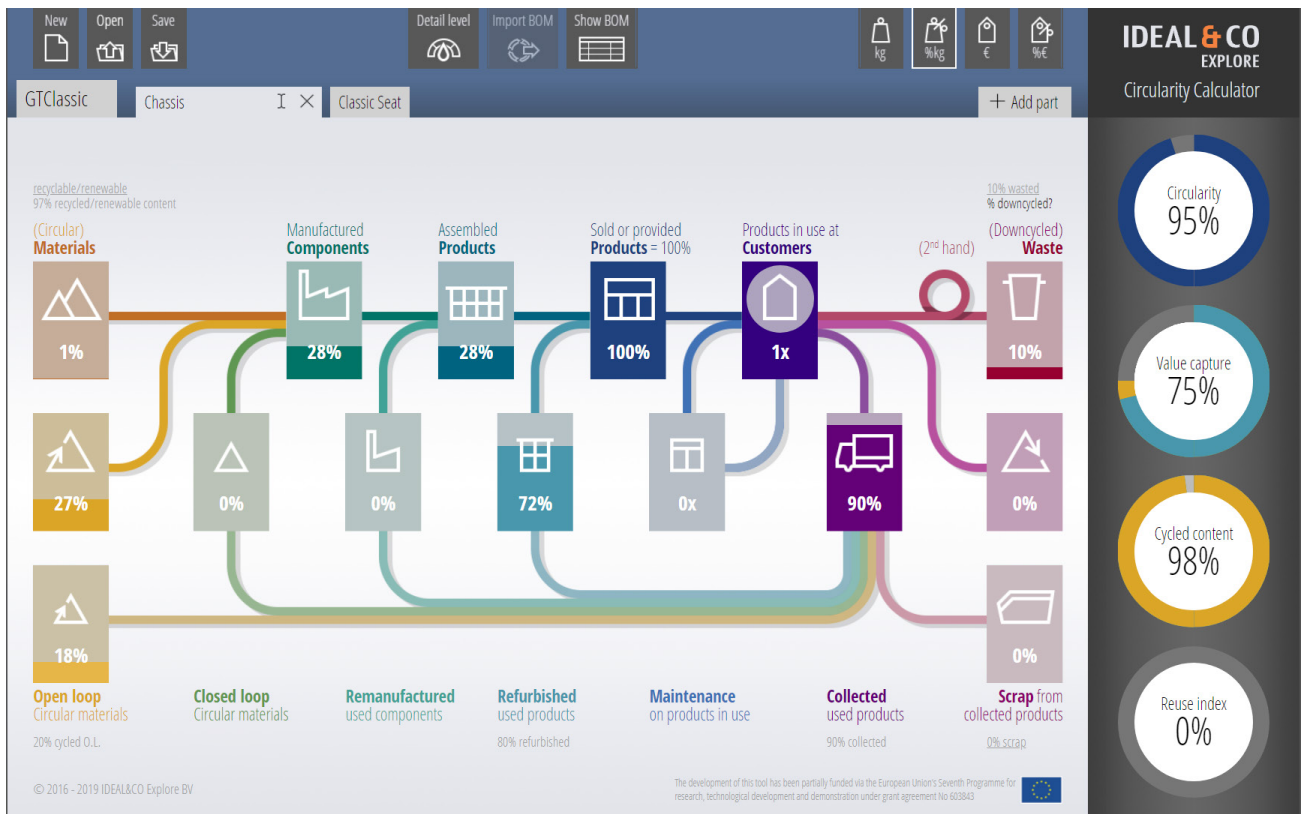 New
Open
Save
Detail level
Import BOM
Show BOM
kg
%kg
€
%€
IDEAL & CO
EXPLORE
Circularity Calculator
GTClassic
Chassis
Classic Seat
+ Add part
recyclable/renewable
97% recycled/renewable content
10% wasted
% downcycled?
(Circular)
Materials
Manufactured
Components
Assembled
Products
Sold or provided
Products = 100%
Products in use at
Customers
(2nd hand)
(Downcycled)
Waste
1%
28%
28%
100%
1x
10%
27%
0%
0%
72%
0x
90%
0%
18%
0%
Open loop
Circular materials
20% cycled O.L.
Closed loop
Circular materials
Remanufactured
used components
Refurbished
used products
80% refurbished
Maintenance
on products in use
Collected
used products
90% collected
Scrap from
collected products
0% scrap
Circularity
95%
Value capture
75%
Cycled content
98%
Reuse index
0%
© 2016 - 2019 IDEAL&CO Explore BV
The development of this tool has been partially funded via the European Union's Seventh Programme for
research, technological development and demonstration under grant agreement No 603843